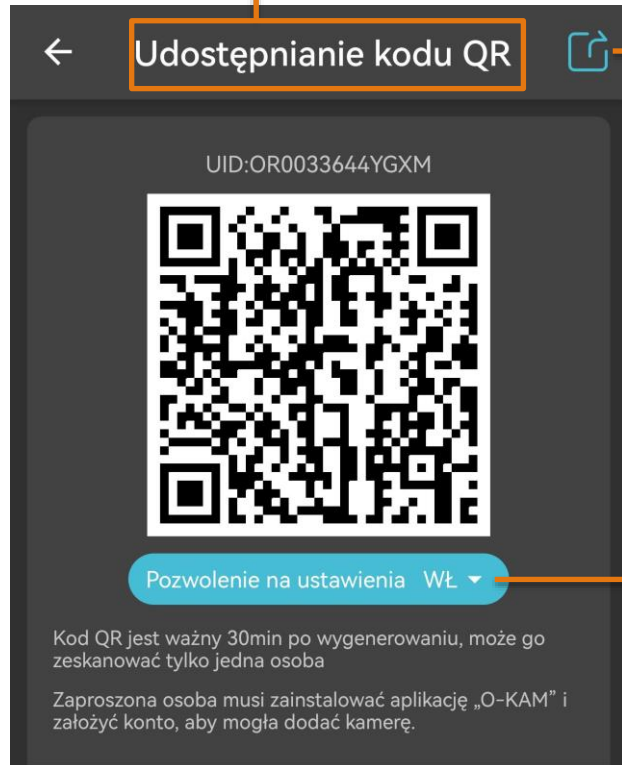 Udostępnianie kodu QR
UID:OR0033644YGXM
Pozwolenie na ustawienia WŁ
Kod QR jest ważny 30min po wygenerowaniu, może go
zeskanować tylko jedna osoba
Zaproszona osoba musi zainstalować aplikację „O-KAM” i
założyć konto, aby mogła dodać kamerę.